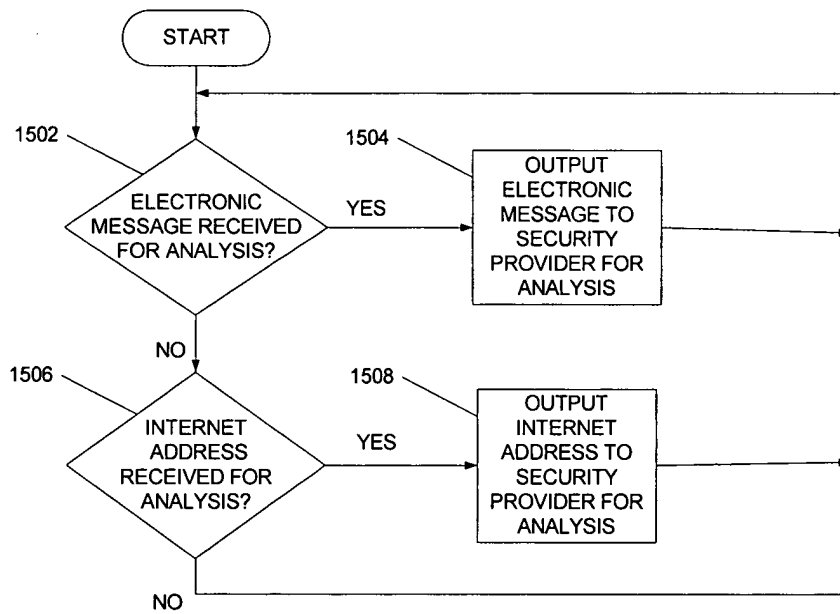 START
1502
ELECTRONIC
MESSAGE RECEIVED
FOR ANALYSIS?
YES
1504
OUTPUT
ELECTRONIC
MESSAGE TO
SECURITY
PROVIDER FOR
ANALYSIS
NO
1506
INTERNET
ADDRESS
RECEIVED FOR
ANALYSIS?
YES
1508
OUTPUT
INTERNET
ADDRESS TO
SECURITY
PROVIDER FOR
ANALYSIS
NO